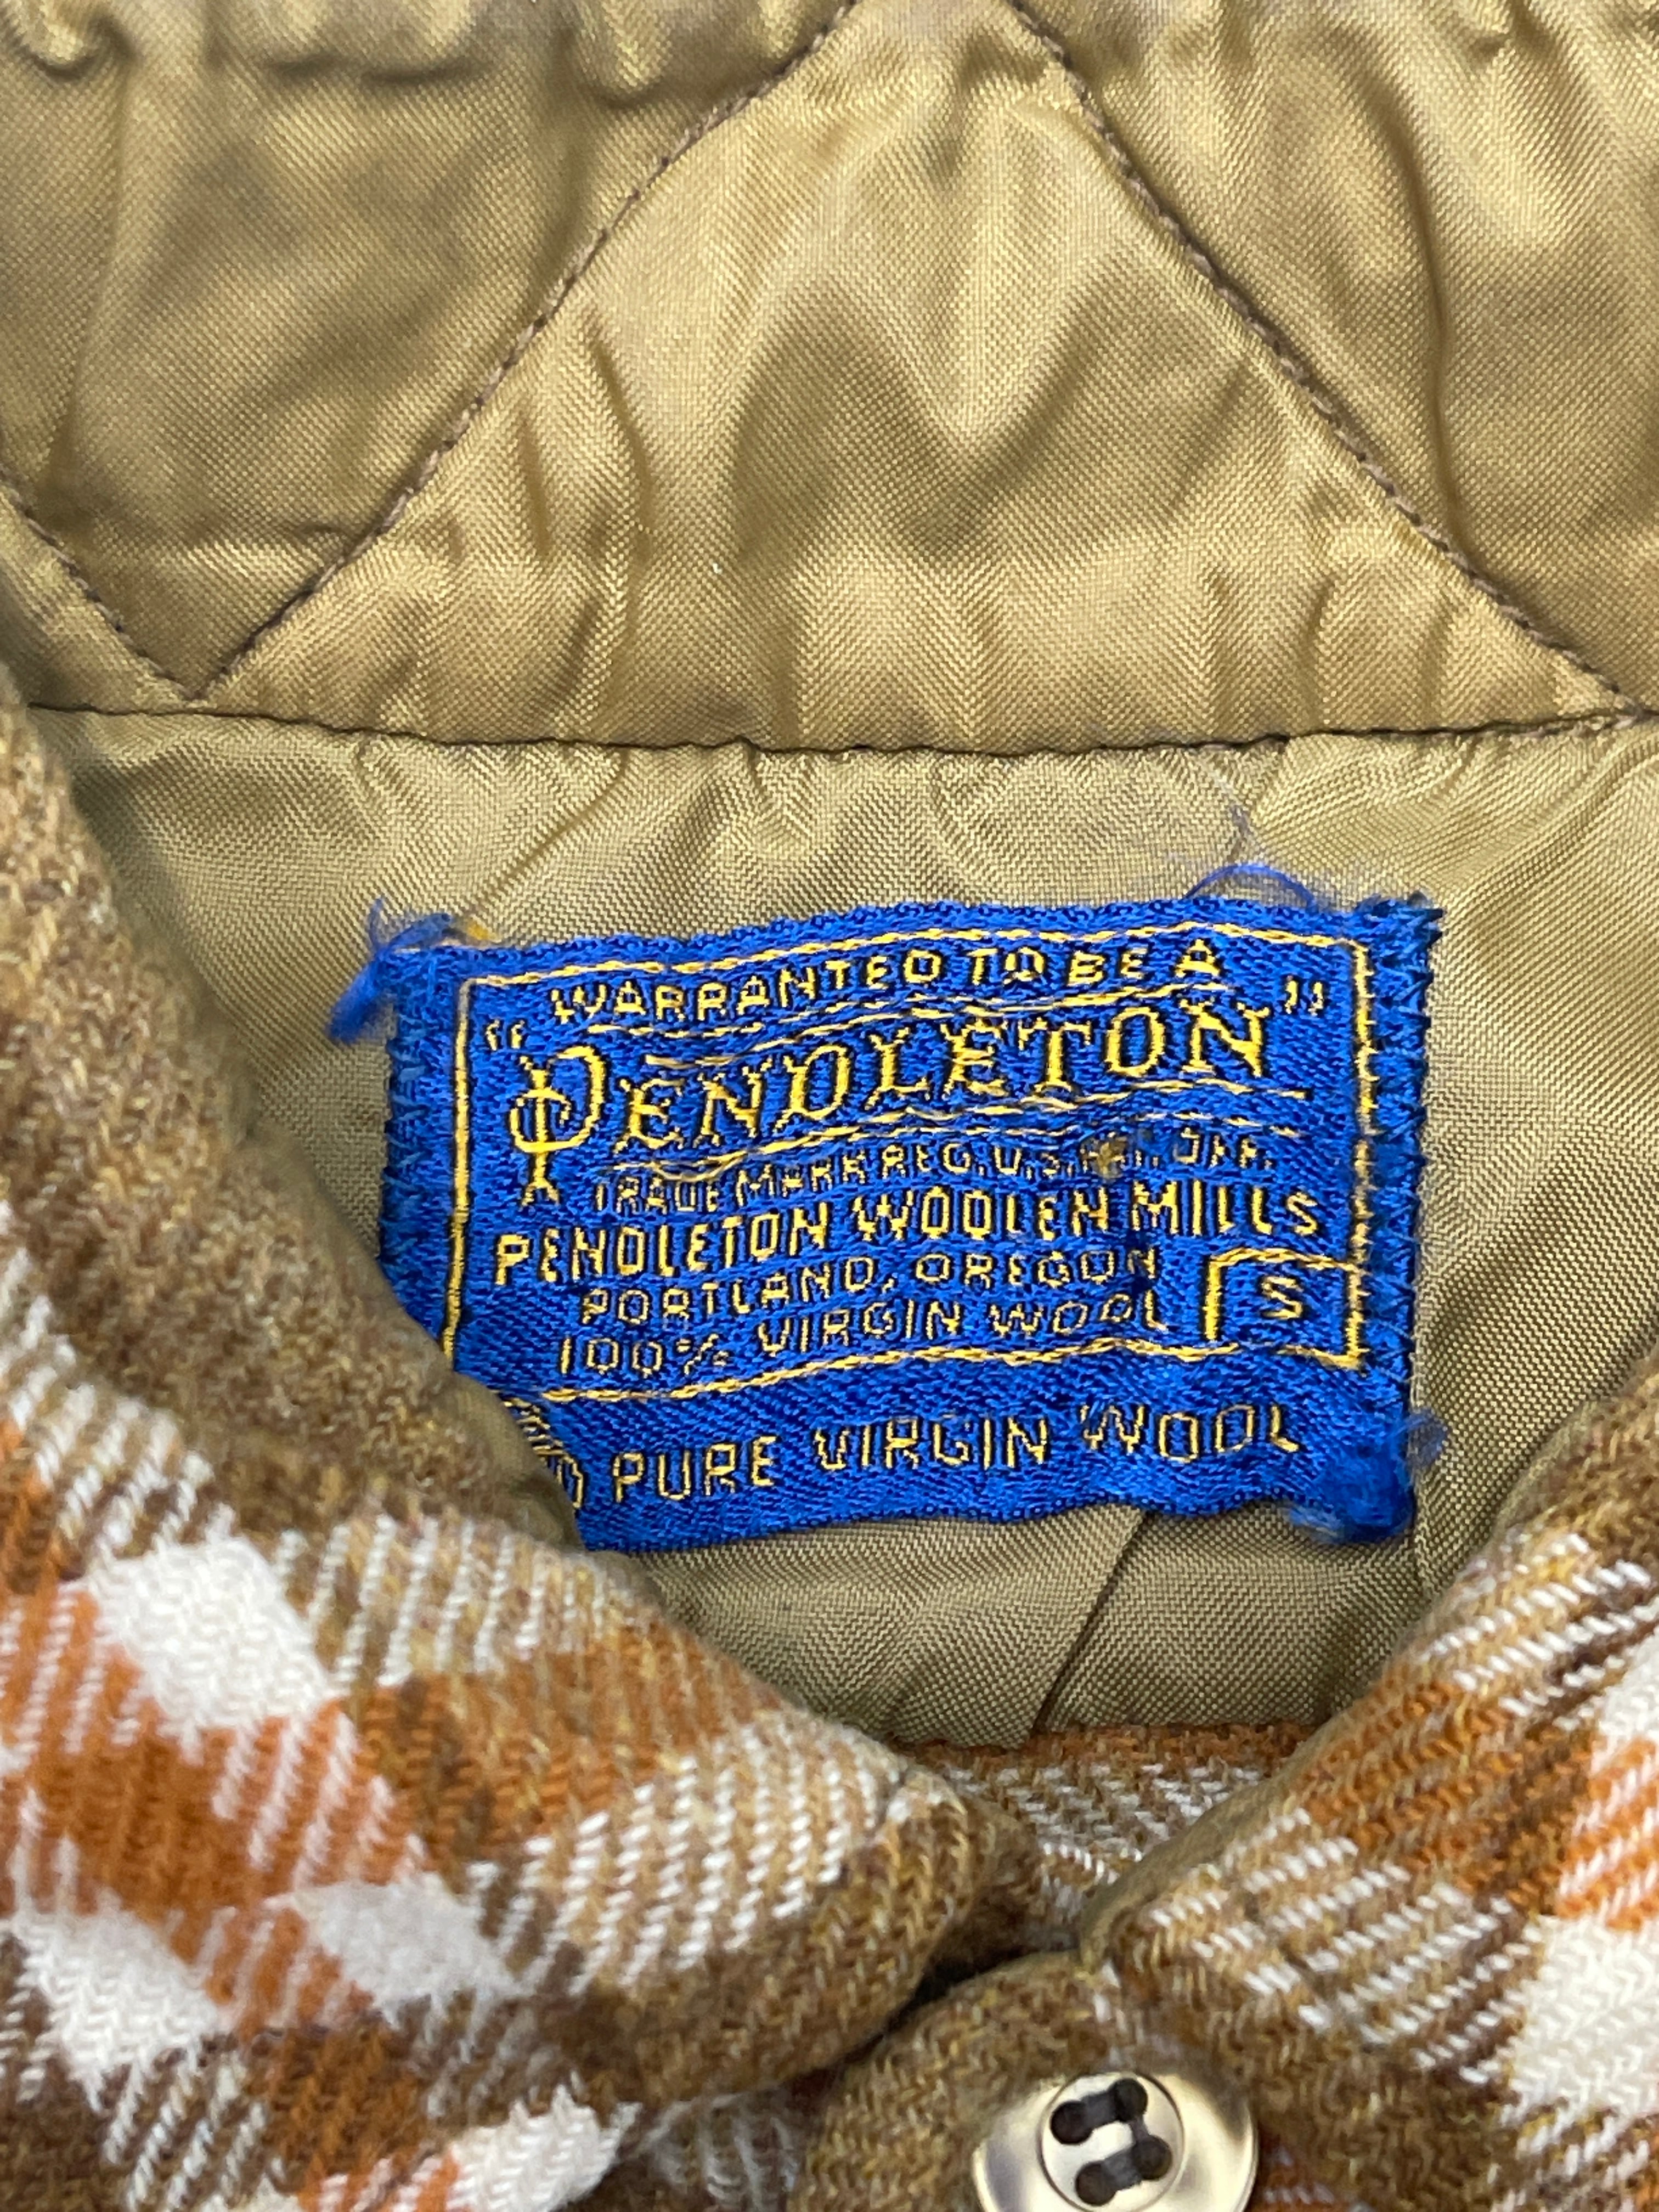 WARRANTED TO BE A
"PENDLETON"
TRADE MARK REG. U.S. PAT. OFF.
PENDLETON WOOLEN MILLS
PORTLAND, OREGON
100% VIRGIN WOOL
S
PURE VIRGIN WOOL